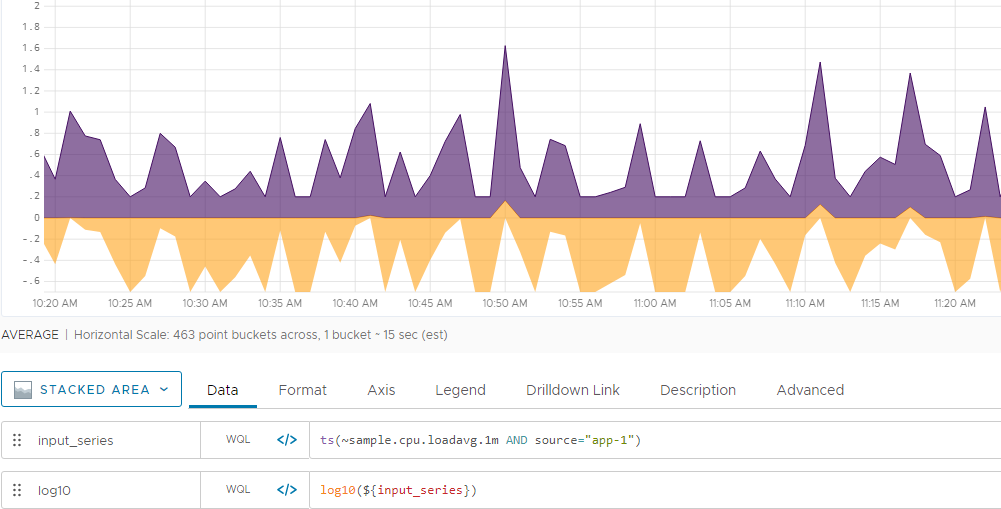 2
1.8
1.6
1.4
1.2
1
.8
.6
.4
.2
0
-.2
-.4
-.6
10:20 AM 10:25 AM 10:30 AM 10:35 AM 10:40 AM 10:45 AM 10:50 AM 10:55 AM 11:00 AM 11:05 AM 11:10 AM 11:15 AM 11:20 AM
AVERAGE | Horizontal Scale: 463 point buckets across, 1 bucket ~ 15 sec (est)
STACKED AREA Data Format Axis Legend Drilldown Link Description Advanced
input_series WQL </> ts(~sample.cpu.loadavg.1m AND source="app-1")
log10 WQL </> log10(${input_series})